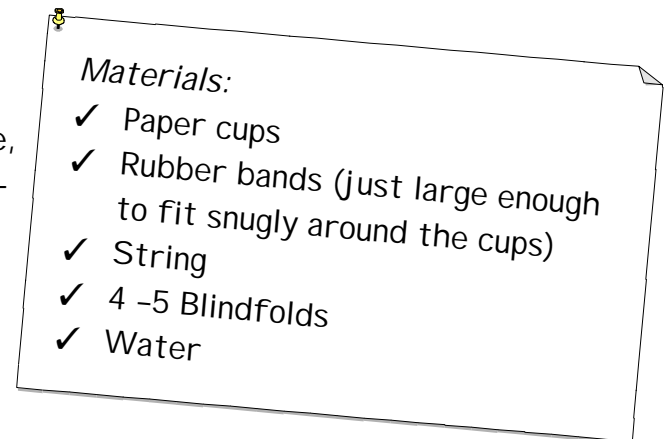 Materials:
✓ Paper cups
✓ Rubber bands (just large enough
to fit snugly around the cups)
✓ String
✓ 4 –5 Blindfolds
✓ Water